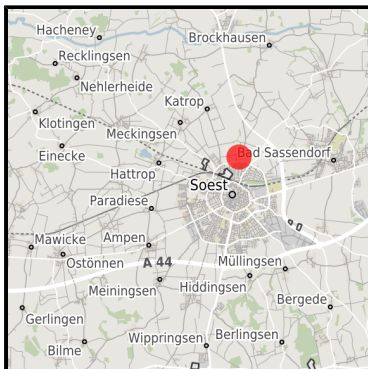 Hacheney
Brockhausen
Recklingsen
Nehlerheide
Katrop
Klotingen
Meckingsen
Einecke
Bad Sassendorf
Hattrop
Soest
Paradiese
Mawicke
Ampen
Ostönnen
A 44
Müllingsen
Meiningsen
Hiddingsen
Bergede
Gerlingen
Bilme
Wippringsen
Berlingsen